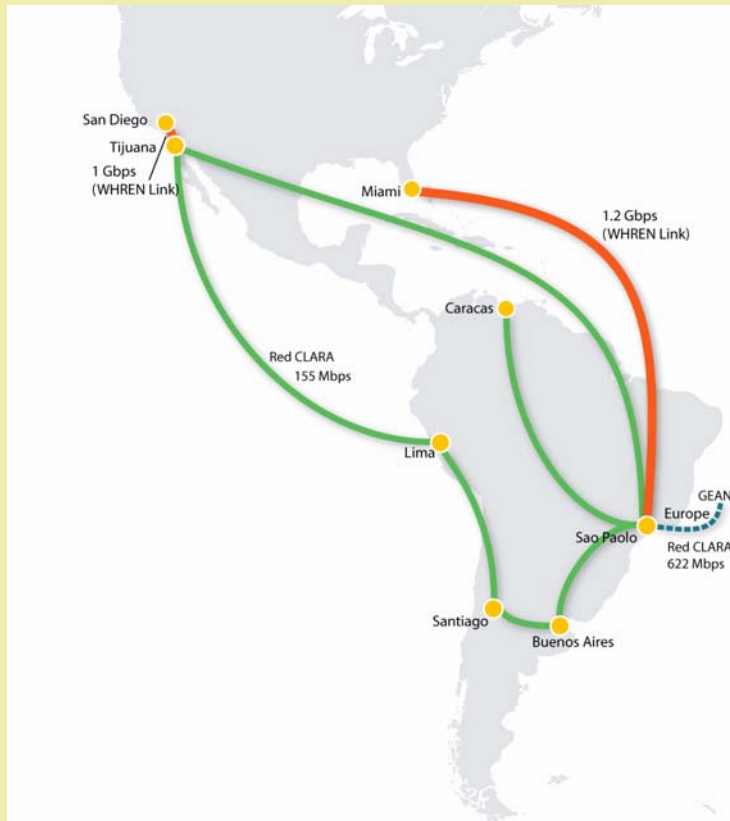 San Diego
Tijuana
1 Gbps
(WHREN Link)
Miami
1.2 Gbps
(WHREN Link)
Caracas
Red CLARA
155 Mbps
Lima
GEAN
Europe
Sao Paolo
Red CLARA
622 Mbps
Santiago
Buenos Aires